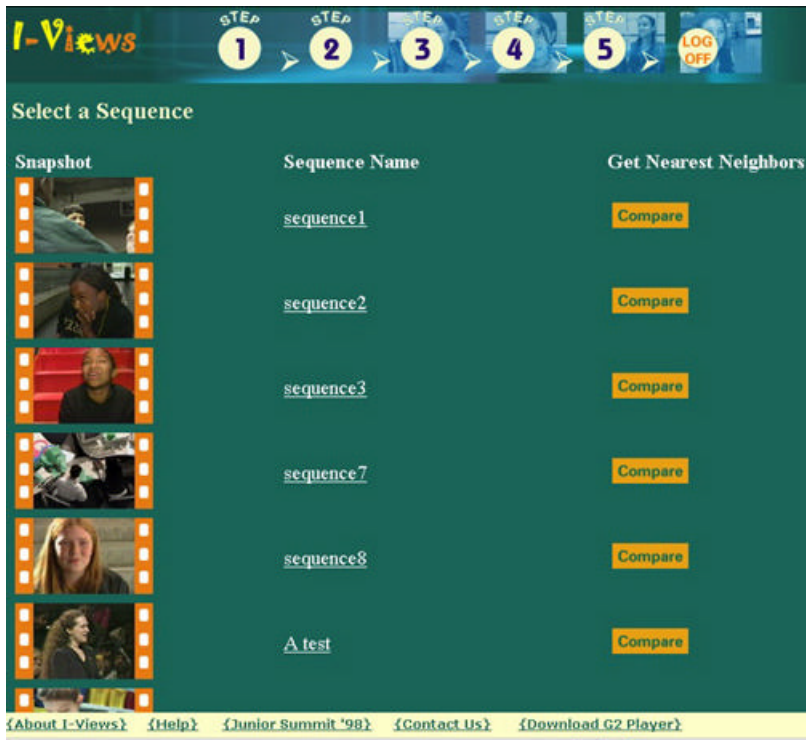 I-Views
STEP 1 STEP 2 STEP 3 STEP 4 STEP 5 LOG OFF
Select a Sequence
Snapshot Sequence Name Get Nearest Neighbors
sequence1 Compare
sequence2 Compare
sequence3 Compare
sequence7 Compare
sequence8 Compare
A test Compare
{About I-Views} {Help} {Junior Summit '98} {Contact Us} {Download G2 Player}